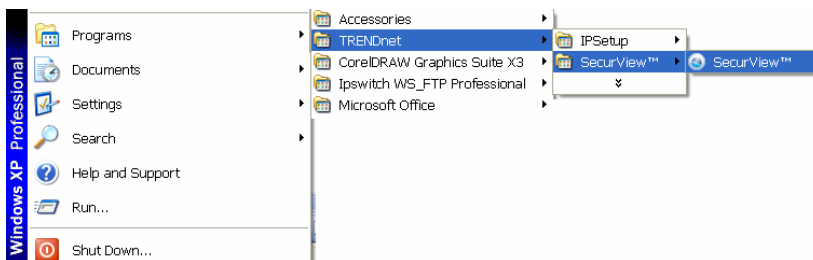 Windows XP Professional
Programs
Documents
Settings
Search
Help and Support
Run...
Shut Down...
Accessories
TRENDnet
CorelDRAW Graphics Suite X3
Ipswitch WS_FTP Professional
Microsoft Office
IPSetup
SecurView™
SecurView™